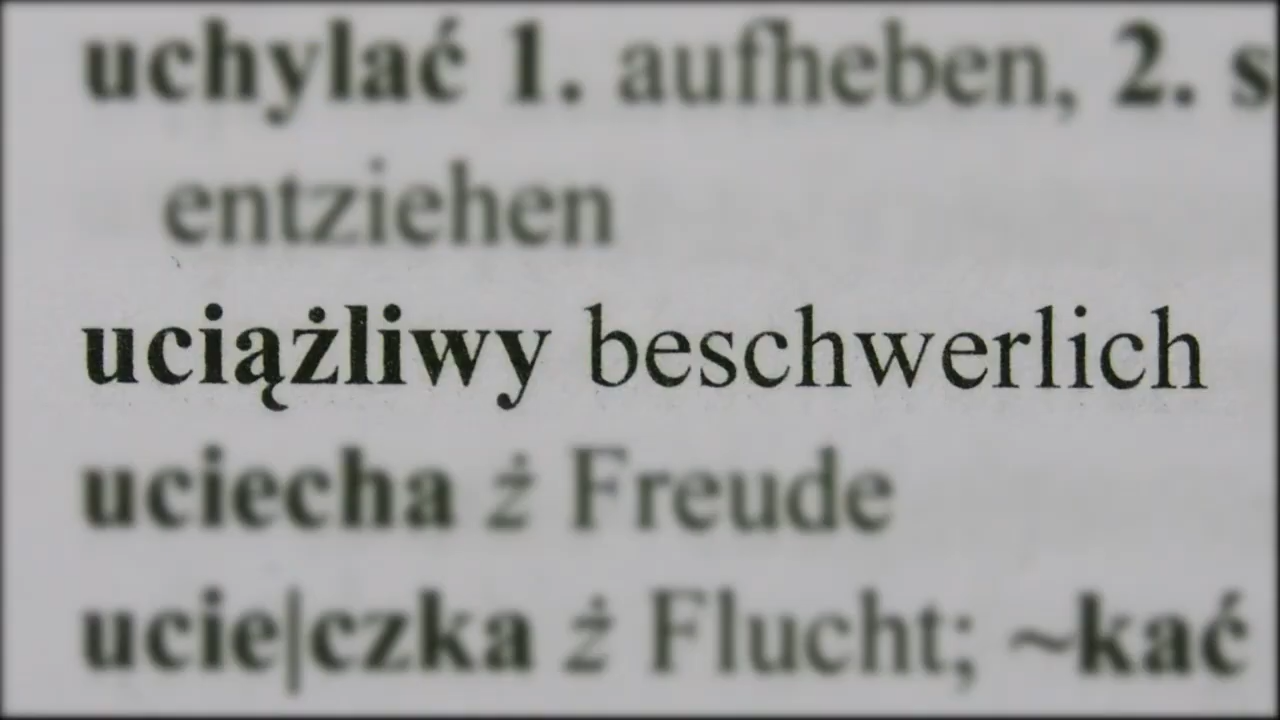 uchylać 1. aufheben, 2. s
entziehen
uciążliwy beschwerlich
uciecha ż Freude
ucie|czka ż Flucht; ~kać